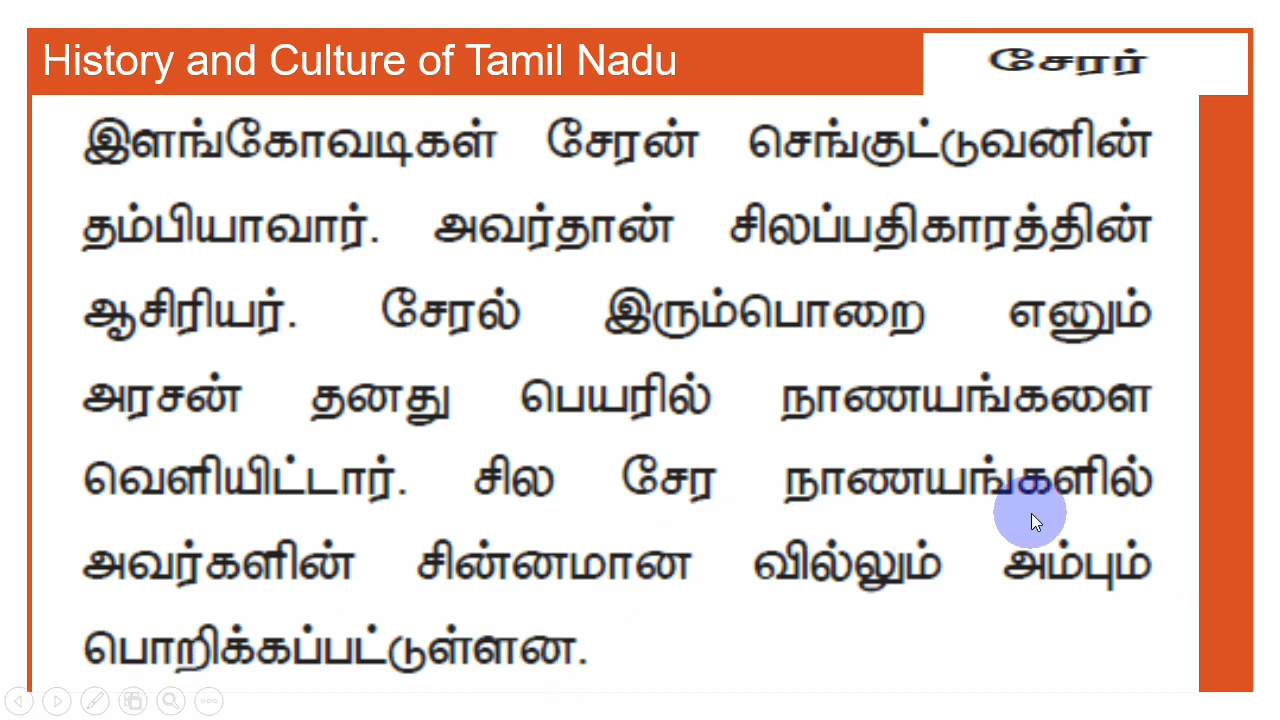 History and Culture of Tamil Nadu
சேரர்
இளங்கோவடிகள் சேரன் செங்குட்டுவனின்
தம்பியாவார். அவர்தான் சிலப்பதிகாரத்தின்
ஆசிரியர். சேரல் இரும்பொறை எனும்
அரசன் தனது பெயரில் நாணயங்களை
வெளியிட்டார். சில சேர நாணயங்களில்
அவர்களின் சின்னமான வில்லும் அம்பும்
பொறிக்கப்பட்டுள்ளன.